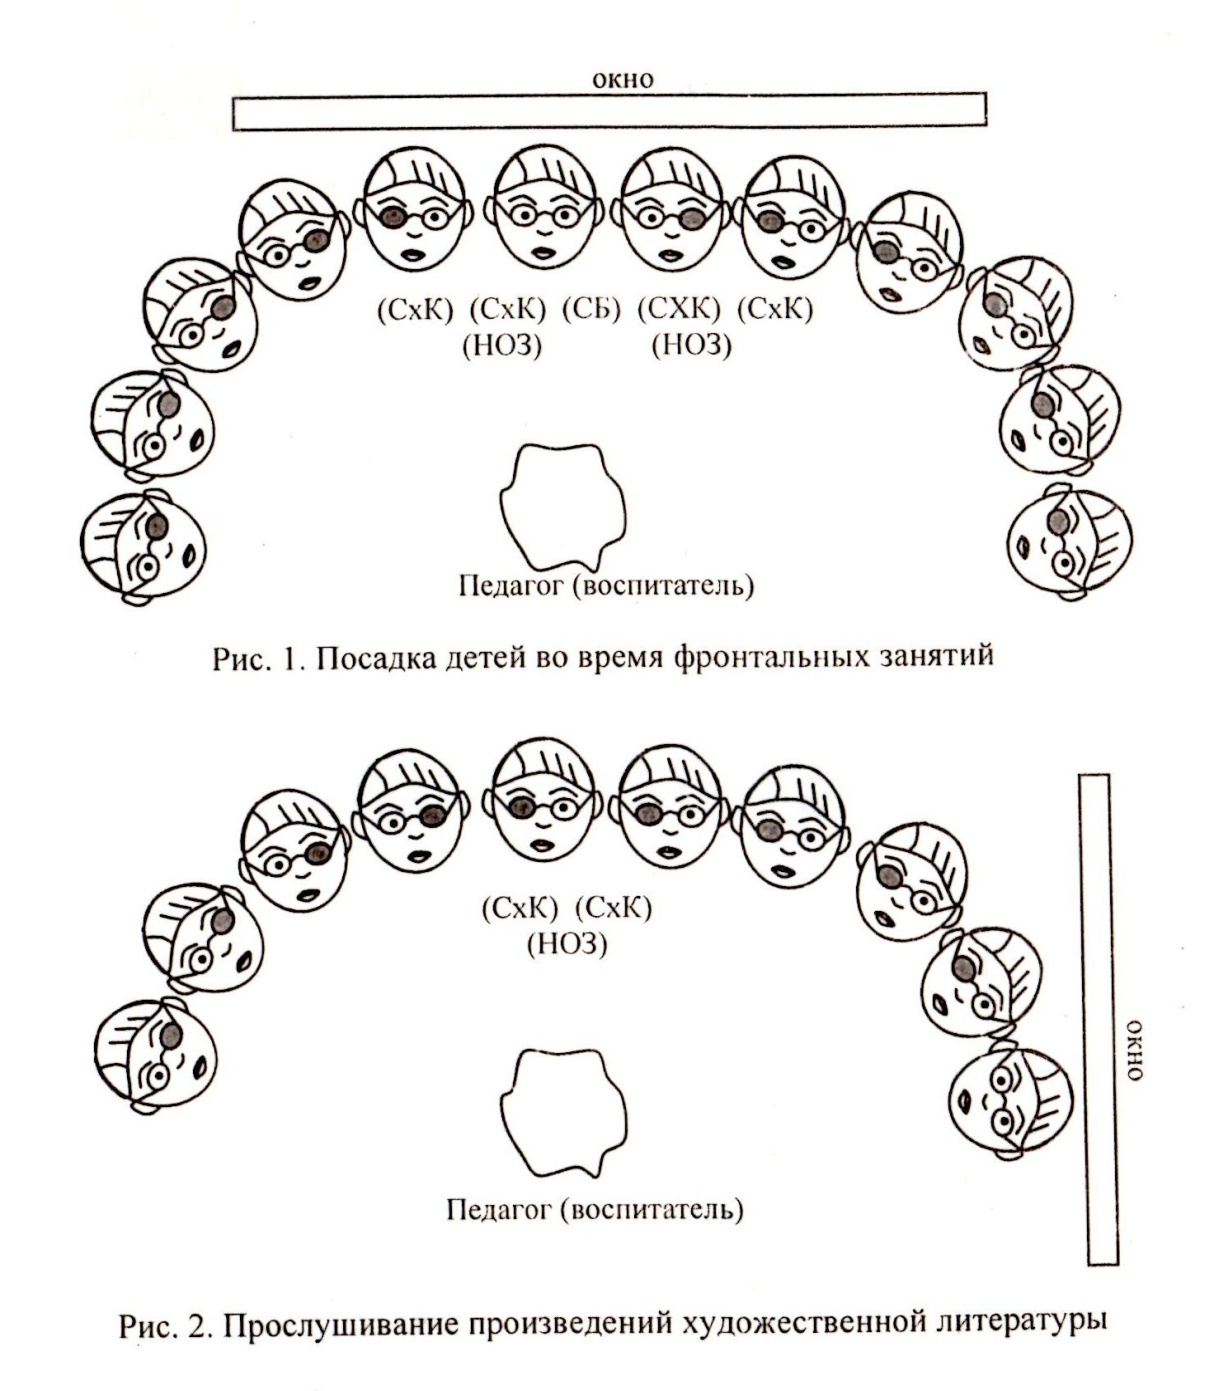 окно
(СхК) (СхК) (СБ) (СХК) (СхК)
(НОЗ) (НОЗ)
Педагог (воспитатель)
Рис. 1. Посадка детей во время фронтальных занятий
(СхК) (СхК)
(НОЗ)
окно
Педагог (воспитатель)
Рис. 2. Прослушивание произведений художественной литературы